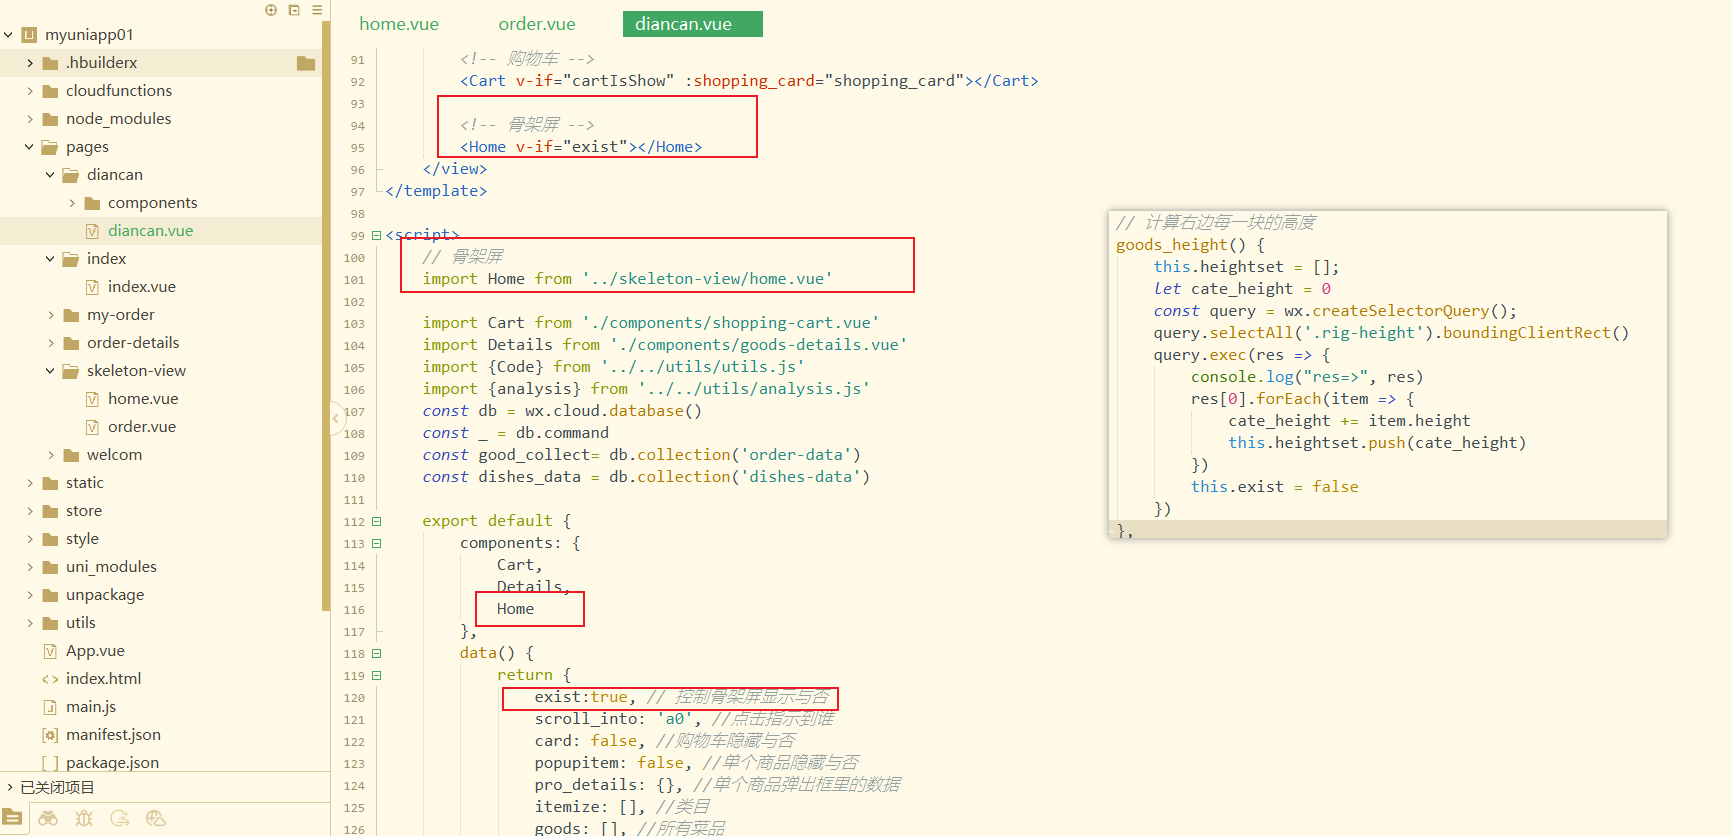 myuniapp01
.hbuilderx
cloudfunctions
node_modules
pages
diancan
components
diancan.vue
index
index.vue
my-order
order-details
skeleton-view
home.vue
order.vue
welcom
static
store
style
uni_modules
unpackage
utils
App.vue
index.html
main.js
manifest.json
package.json
已关闭项目
home.vue order.vue diancan.vue
91 <!-- 购物车 -->
92 <Cart v-if="cartIsShow" :shopping_card="shopping_card"></Cart>
93
94 <!-- 骨架屏 -->
95 <Home v-if="exist"></Home>
96 </view>
97 </template>
98
99 <script>
100 // 骨架屏
101 import Home from '../skeleton-view/home.vue'
102
103 import Cart from './components/shopping-cart.vue'
104 import Details from './components/goods-details.vue'
105 import {Code} from '../../utils/utils.js'
106 import {analysis} from '../../utils/analysis.js'
107 const db = wx.cloud.database()
108 const _ = db.command
109 const good_collect= db.collection('order-data')
110 const dishes_data = db.collection('dishes-data')
111
112 export default {
113 components: {
114 Cart,
115 Details,
116 Home
117 },
118 data() {
119 return {
120 exist:true, // 控制骨架屏显示与否
121 scroll_into: 'a0', //点击指示到谁
122 card: false, //购物车隐藏与否
123 popupitem: false, //单个商品隐藏与否
124 pro_details: {}, //单个商品弹出框里的数据
125 itemize: [], //类目
126 goods: [], //所有菜品
// 计算右边每一块的高度
goods_height() {
this.heightset = [];
let cate_height = 0
const query = wx.createSelectorQuery();
query.selectAll('.rig-height').boundingClientRect()
query.exec(res => {
console.log("res=>", res)
res[0].forEach(item => {
cate_height += item.height
this.heightset.push(cate_height)
})
this.exist = false
})
},